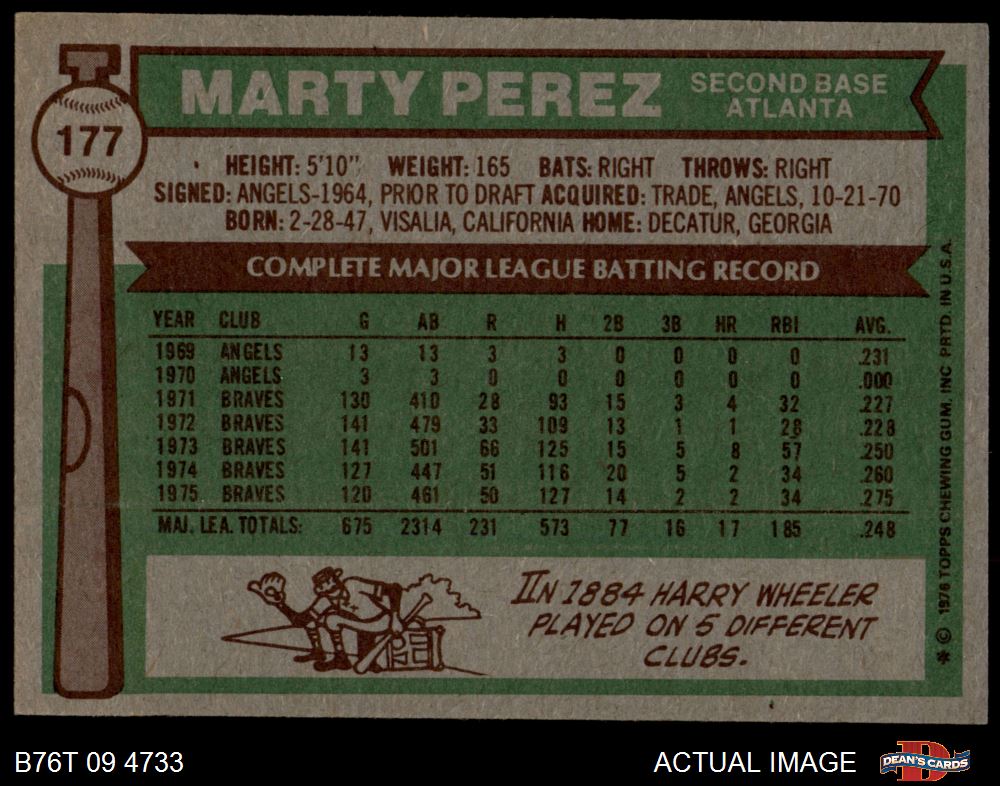 177
MARTY PEREZ SECOND BASE ATLANTA
HEIGHT: 5'10" WEIGHT: 165 BATS: RIGHT THROWS: RIGHT
SIGNED: ANGELS-1964, PRIOR TO DRAFT ACQUIRED: TRADE, ANGELS, 10-21-70
BORN: 2-28-47, VISALIA, CALIFORNIA HOME: DECATUR, GEORGIA
COMPLETE MAJOR LEAGUE BATTING RECORD
YEAR CLUB G AB R H 2B 3B HR RBI AVG.
1969 ANGELS 13 13 3 3 0 0 0 0 .231
1970 ANGELS 3 3 0 0 0 0 0 0 .000
1971 BRAVES 130 410 28 93 15 3 4 32 .227
1972 BRAVES 141 479 33 109 13 1 1 28 .228
1973 BRAVES 141 501 66 125 15 5 8 57 .250
1974 BRAVES 127 447 51 116 20 5 2 34 .260
1975 BRAVES 120 461 50 127 14 2 2 34 .275
MAJ. LEA. TOTALS: 675 2314 231 573 77 16 17 185 .248
IN 1884 HARRY WHEELER
PLAYED ON 5 DIFFERENT
CLUBS.
* © 1976 TOPPS CHEWING GUM, INC. PRTD. IN U.S.A.
B76T 09 4733 ACTUAL IMAGE DEAN'S CARDS